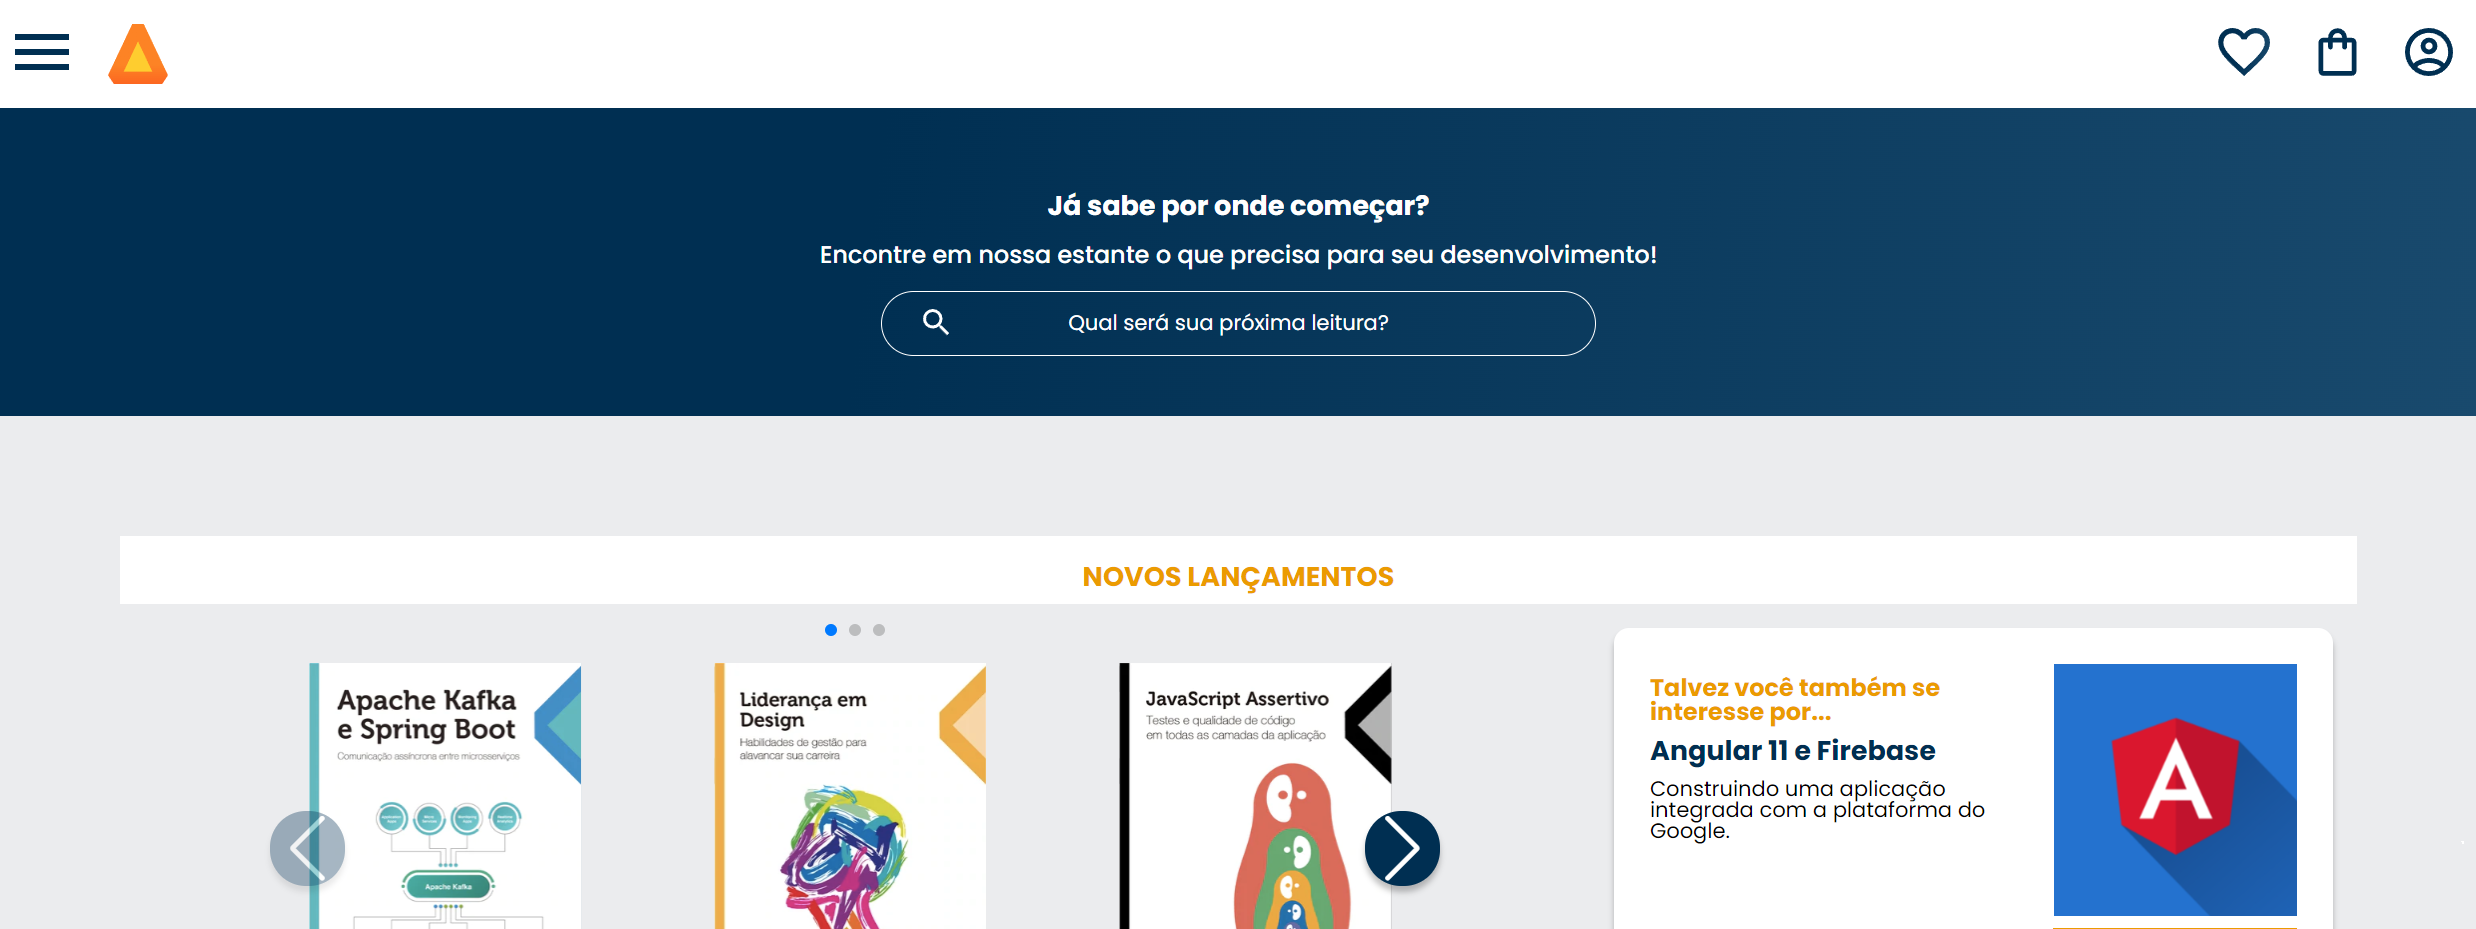 Já sabe por onde começar?
Encontre em nossa estante o que precisa para seu desenvolvimento!
Qual será sua próxima leitura?
NOVOS LANÇAMENTOS
Apache Kafka
e Spring Boot
Comunicação assíncrona entre microsserviços
Apache Kafka
Liderança em
Design
Habilidades de gestão para
alavancar sua carreira
JavaScript Assertivo
Testes e qualidade de código
em todas as camadas da aplicação
Talvez você também se
interesse por...
Angular 11 e Firebase
Construindo uma aplicação
integrada com a plataforma do
Google.
A